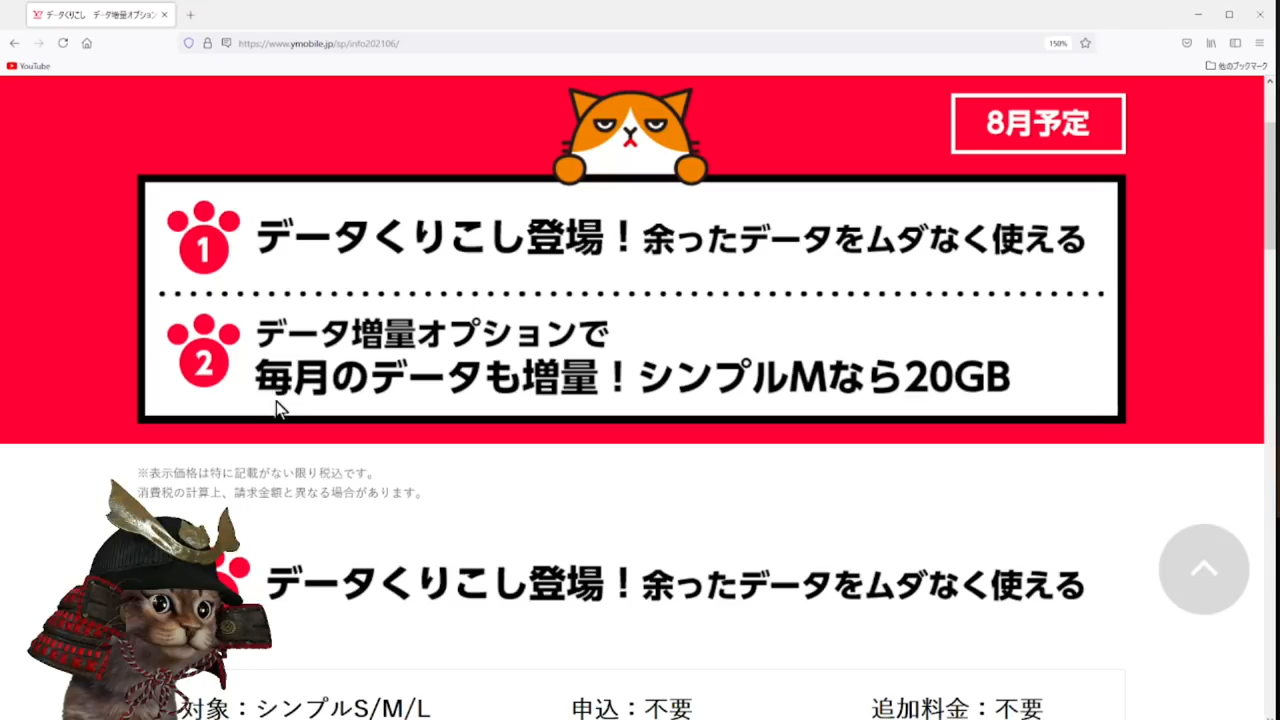 データくりこし データ増量オプション
https://www.ymobile.jp/sp/info202106/
150%
YouTube
他のブックマーク
8月予定
1 データくりこし登場！余ったデータをムダなく使える
2 データ増量オプションで
毎月のデータも増量！シンプルMなら20GB
※表示価格は特に記載がない限り税込です。
消費税の計算上、請求金額と異なる場合があります。
データくりこし登場！余ったデータをムダなく使える
対象：シンプルS/M/L
申込：不要
追加料金：不要